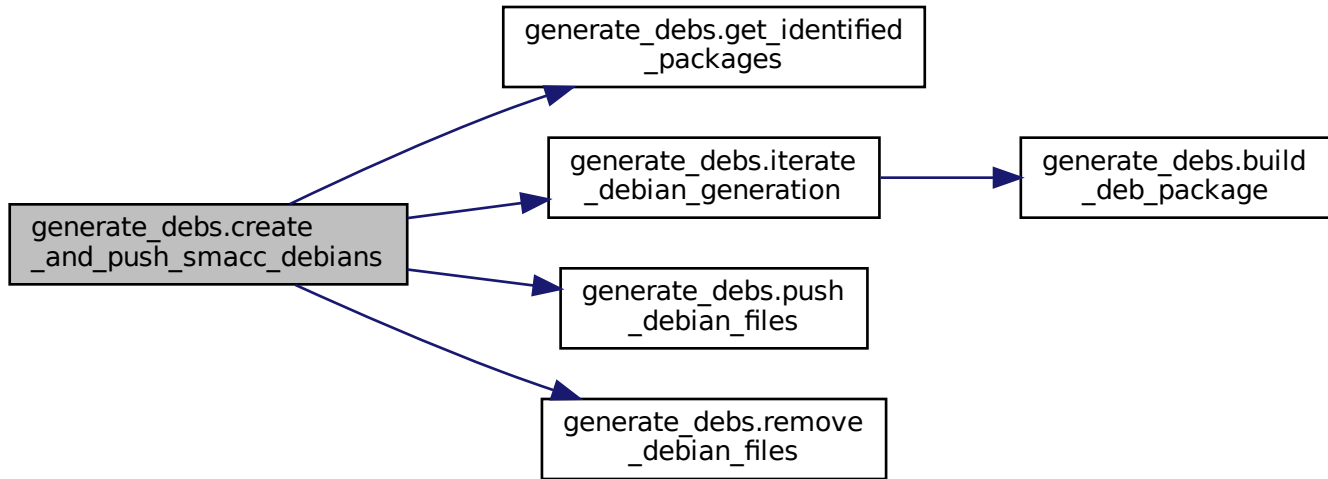 generate_debs.get_identified
_packages
generate_debs.iterate
_debian_generation
generate_debs.build
_deb_package
generate_debs.create
_and_push_smacc_debians
generate_debs.push
_debian_files
generate_debs.remove
_debian_files